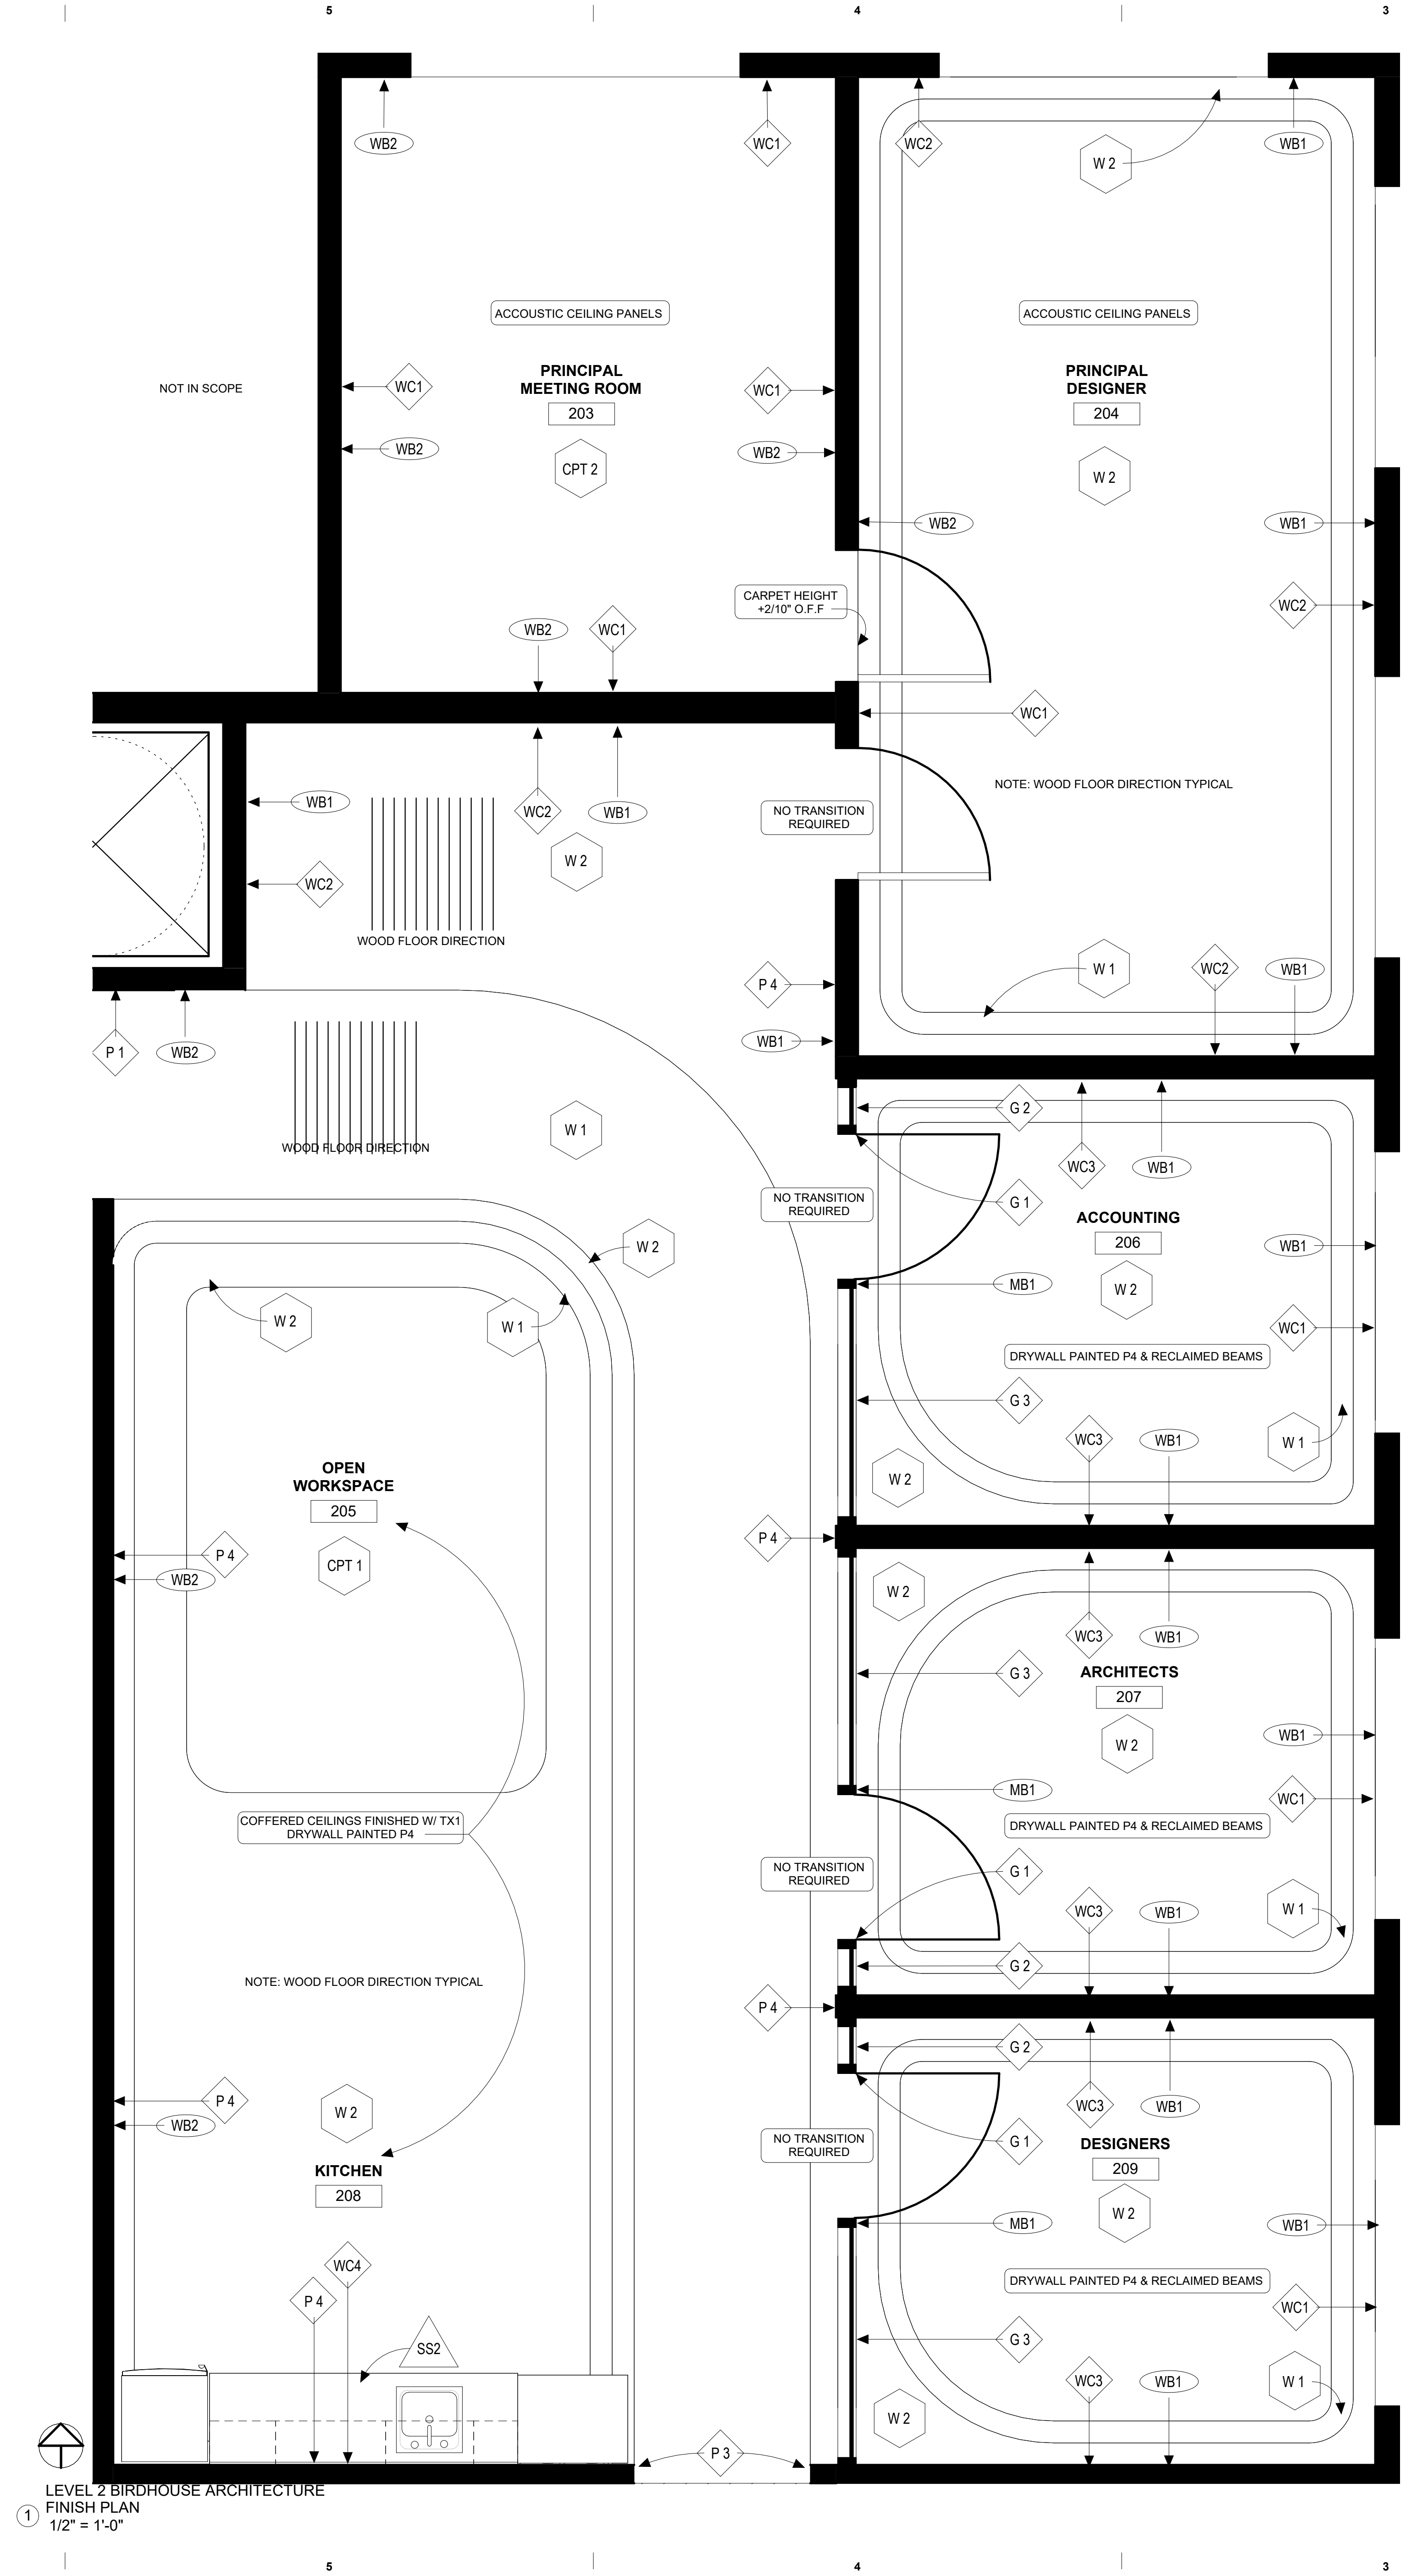 5 4 3
WB2 WC1 WC2 W 2 WB1
ACCOUSTIC CEILING PANELS ACCOUSTIC CEILING PANELS
PRINCIPAL
MEETING ROOM
203
CPT 2
PRINCIPAL
DESIGNER
204
W 2
NOT IN SCOPE
WC1 WC1
WB2 WB2
WB2 WB1
CARPET HEIGHT
+2/10" O.F.F
WC2
WB2 WC1
WC1
NOTE: WOOD FLOOR DIRECTION TYPICAL
WB1 WC2 WB1
NO TRANSITION
REQUIRED
W 2
WC2
WOOD FLOOR DIRECTION
P 4 W 1 WC2 WB1
WB1
P 1 WB2
G 2
W 1
WOOD FLOOR DIRECTION
WC3 WB1
NO TRANSITION
REQUIRED
G 1
ACCOUNTING
206
W 2
W 2
WB1
MB1
W 2 W 1
WC1
DRYWALL PAINTED P4 & RECLAIMED BEAMS
G 3
WC3 WB1 W 1
OPEN
WORKSPACE
205
CPT 1
W 2
P 4
P 4
WB2
W 2
WC3 WB1
G 3
ARCHITECTS
207
W 2
WB1
MB1
WC1
COFFERED CEILINGS FINISHED W/ TX1
DRYWALL PAINTED P4
DRYWALL PAINTED P4 & RECLAIMED BEAMS
NO TRANSITION
REQUIRED
G 1
WC3 WB1 W 1
G 2
NOTE: WOOD FLOOR DIRECTION TYPICAL
P 4
G 2
P 4
WB2
W 2
WC3 WB1
NO TRANSITION
REQUIRED
G 1
DESIGNERS
209
W 2
KITCHEN
208
MB1
WB1
WC4
P 4
DRYWALL PAINTED P4 & RECLAIMED BEAMS
WC1
SS2
G 3
WC3 WB1 W 1
W 2
P 3
LEVEL 2 BIRDHOUSE ARCHITECTURE
1 FINISH PLAN
1/2" = 1'-0"
5 4 3